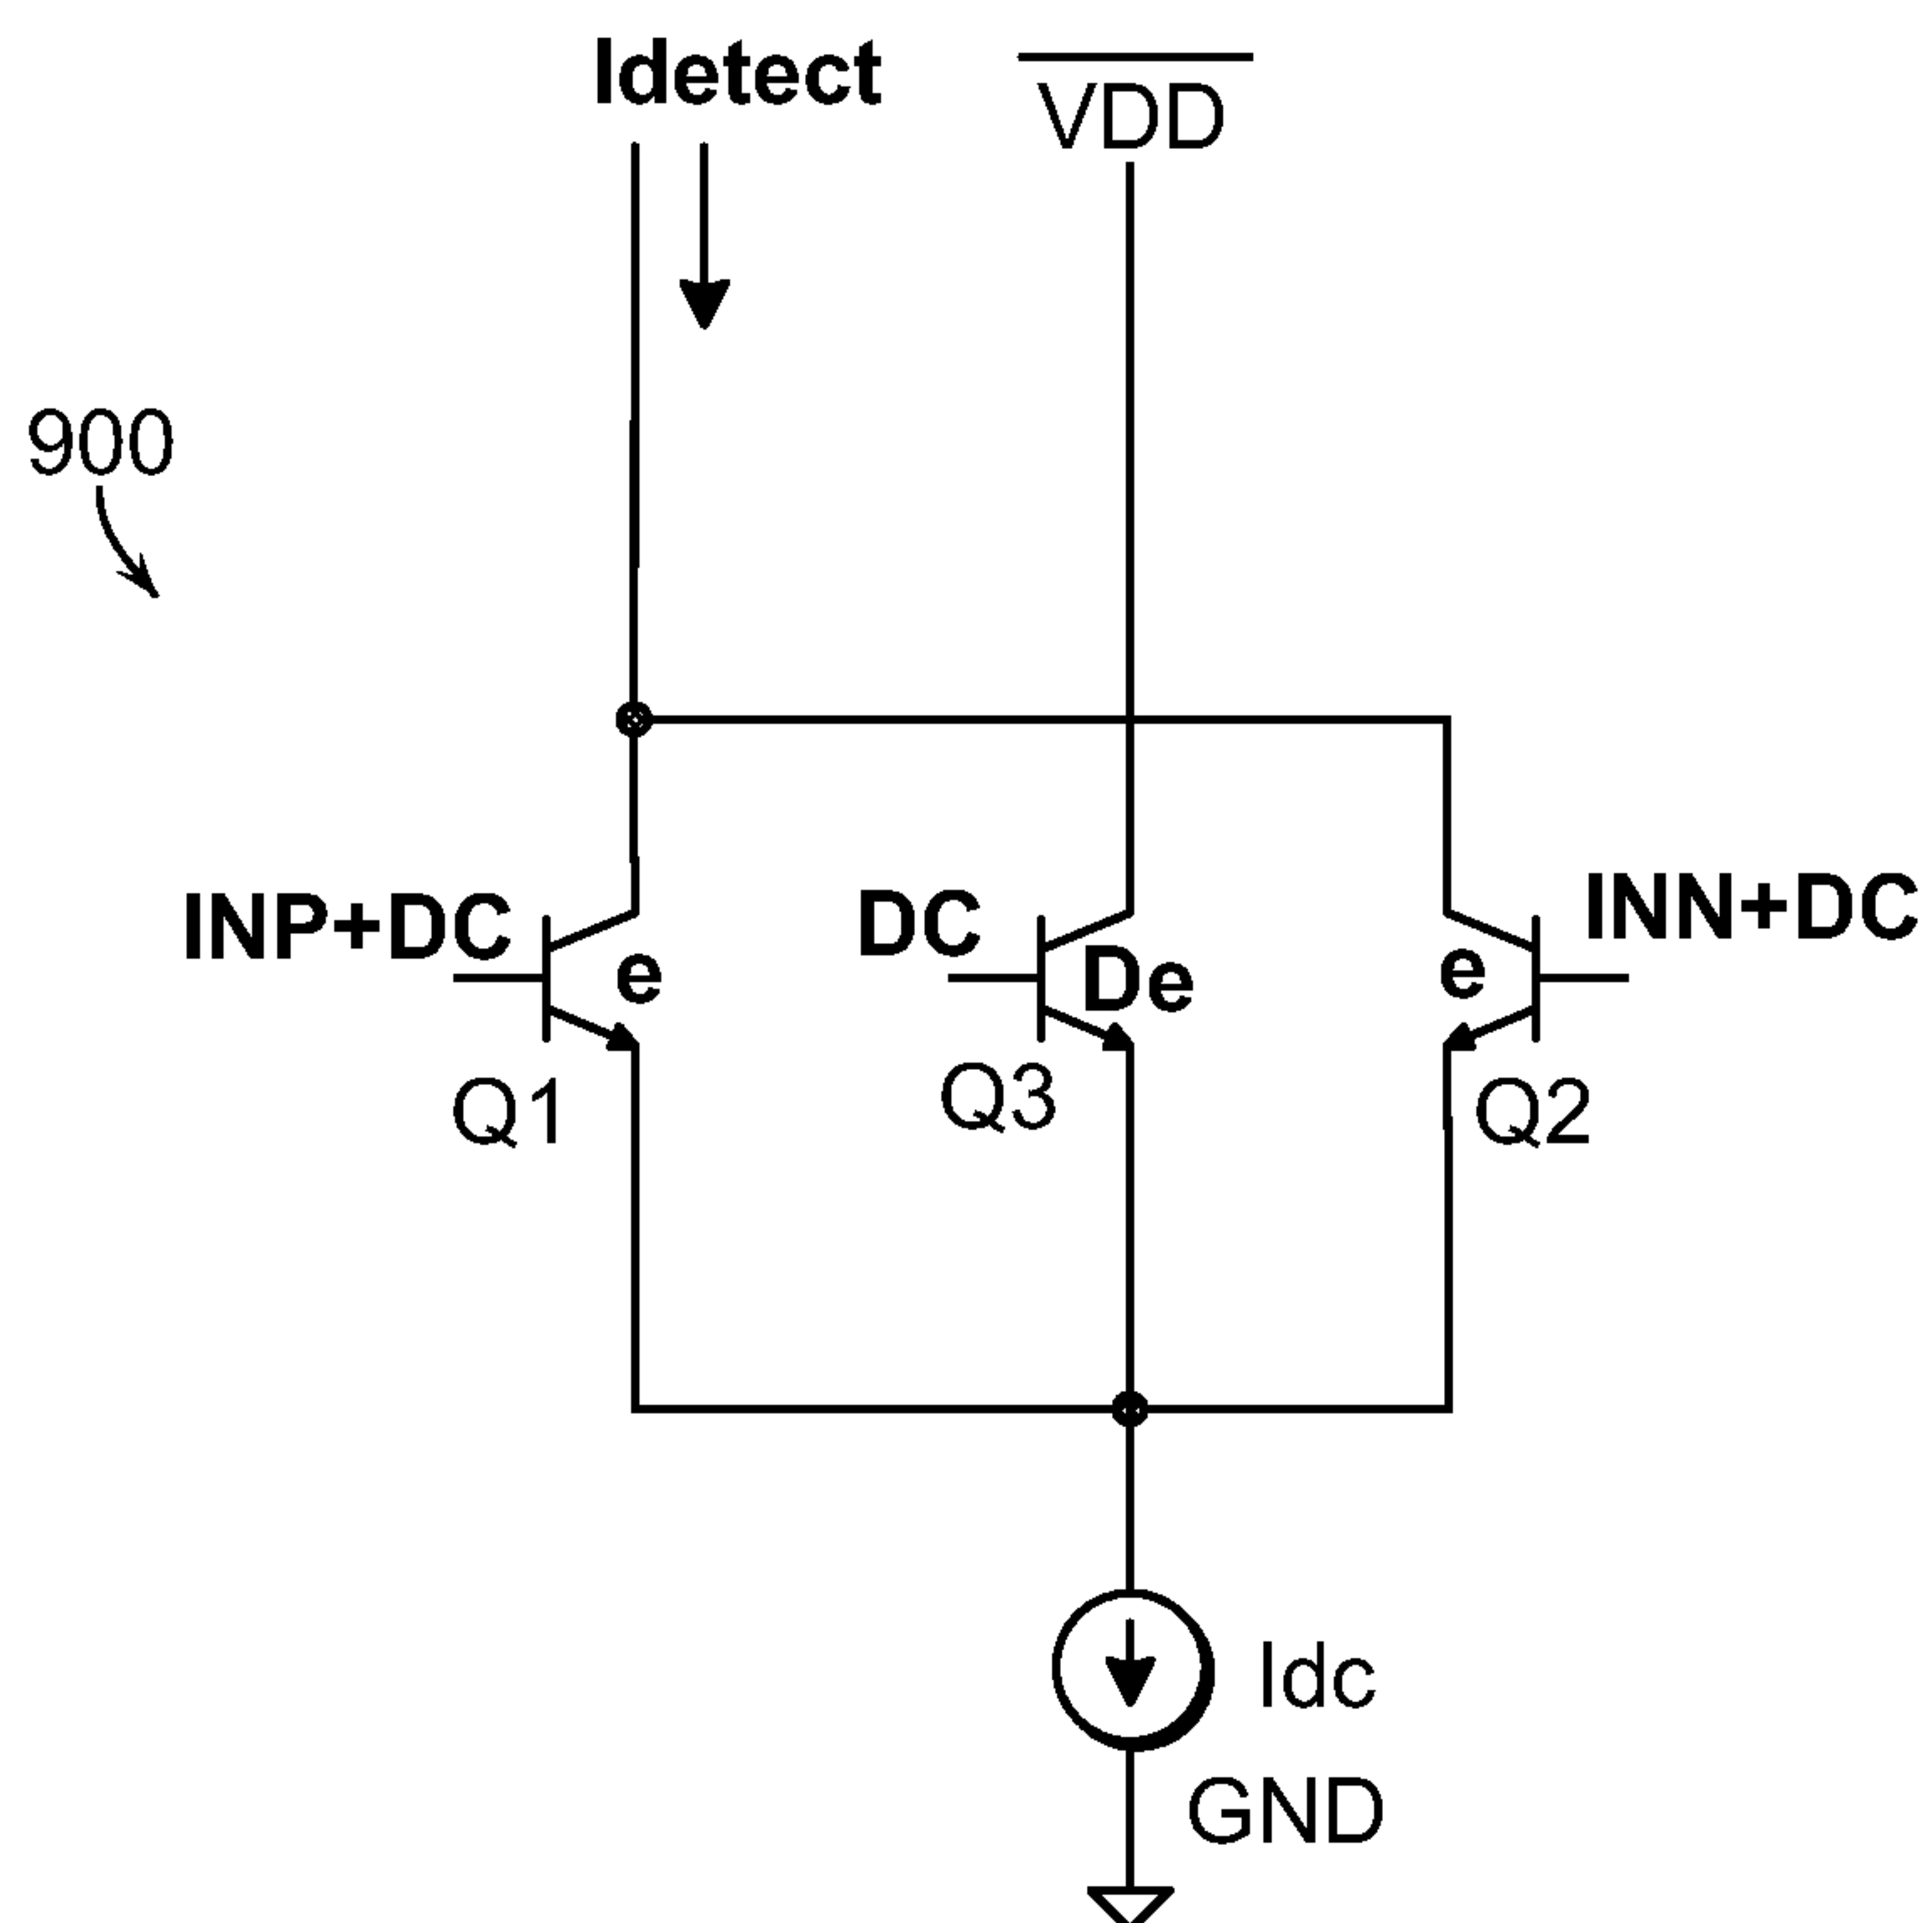 Idetect
VDD
900
INP+DC
e
DC
De
e
INN+DC
Q1
Q3
Q2
Idc
GND